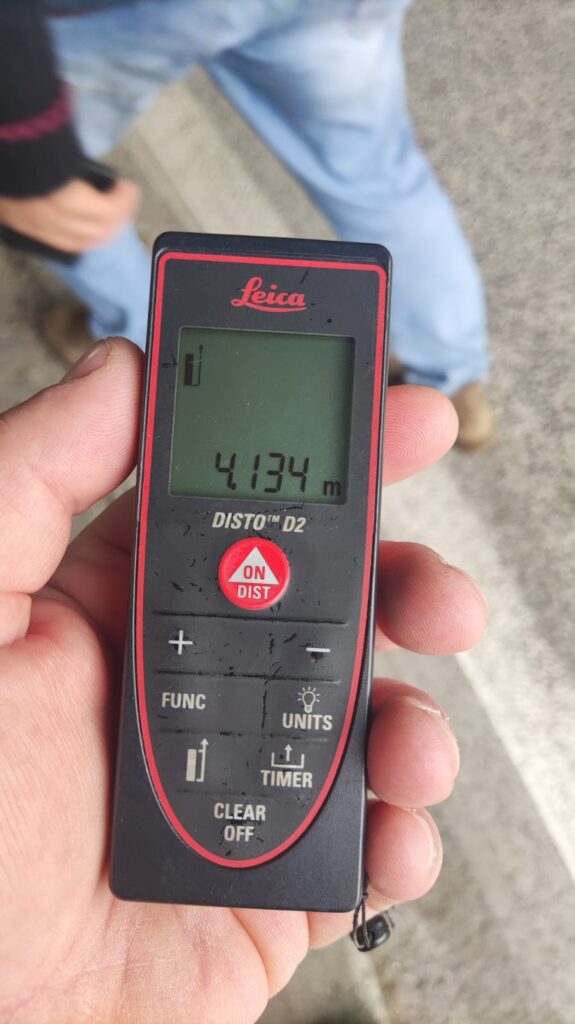 Leica
4.134 m
DISTO™ D2
ON
DIST
+ −
FUNC
UNITS
TIMER
CLEAR
OFF